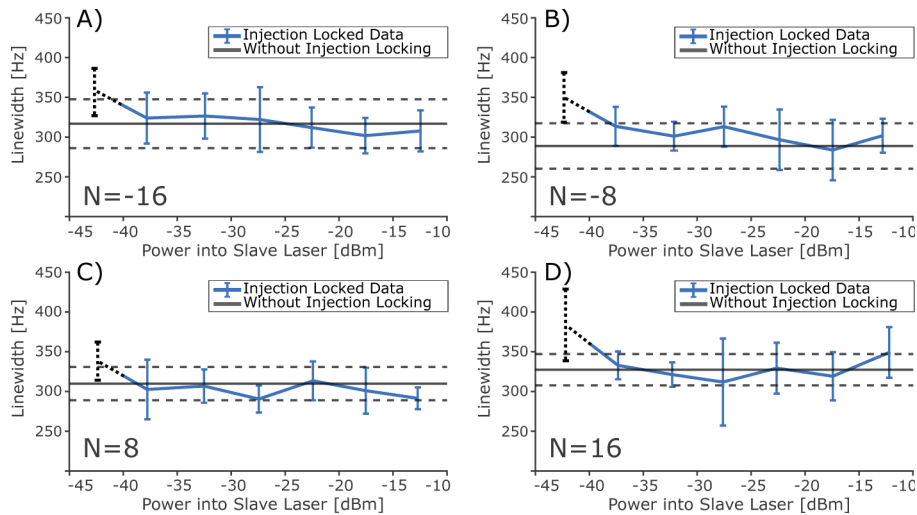 A)
Linewidth [Hz]
450
350
300
250
Injection Locked Data
Without Injection Locking
N=-16
-45 -40 -35 -30 -25 -20 -15 -10
Power into Slave Laser [dBm]
B)
Linewidth [Hz]
450
350
300
250
Injection Locked Data
Without Injection Locking
N=-8
-45 -40 -35 -30 -25 -20 -15 -10
Power into Slave Laser [dBm]
C)
Linewidth [Hz]
450
350
300
250
Injection Locked Data
Without Injection Locking
N=8
-45 -40 -35 -30 -25 -20 -15 -10
Power into Slave Laser [dBm]
D)
Linewidth [Hz]
450
350
300
250
Injection Locked Data
Without Injection Locking
N=16
-45 -40 -35 -30 -25 -20 -15 -10
Power into Slave Laser [dBm]